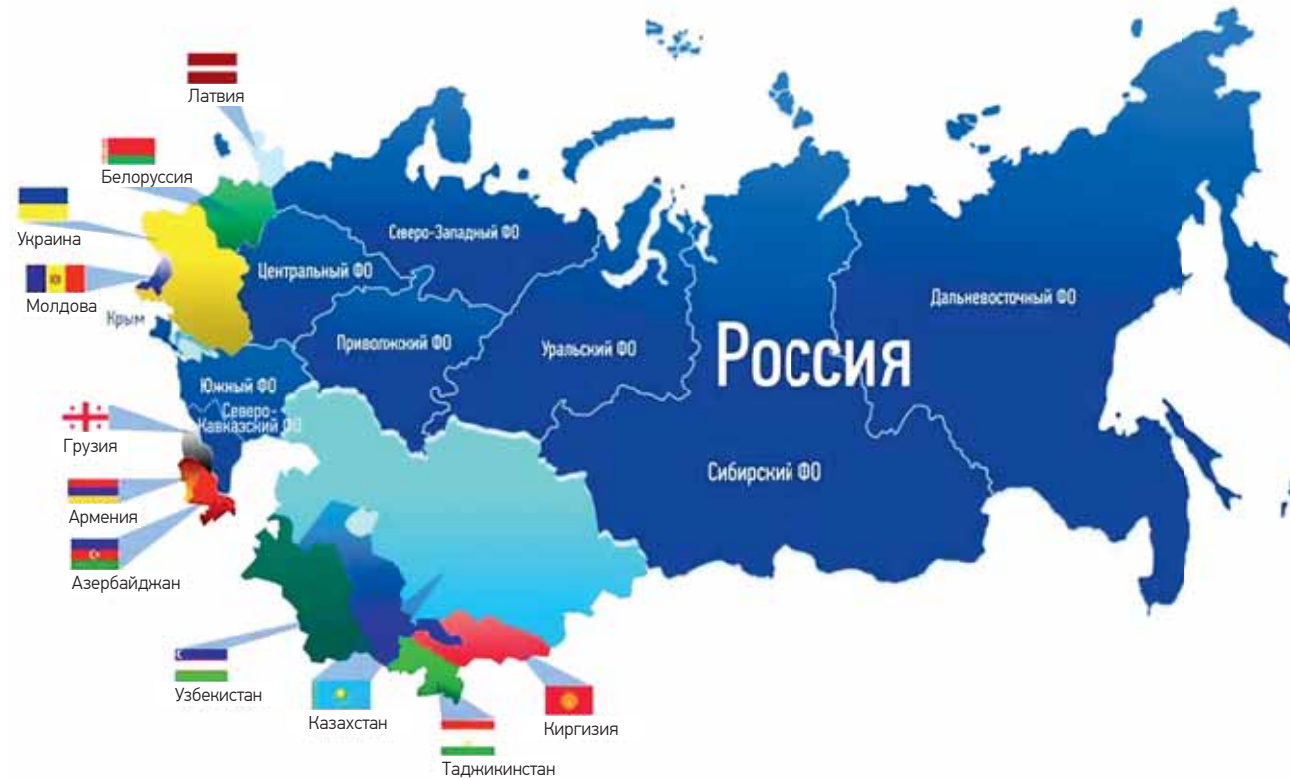 Латвия
Белоруссия
Украина
Молдова
Крым
Северо-Западный ФО
Центральный ФО
Приволжский ФО
Уральский ФО
Дальневосточный ФО
Россия
Южный ФО
Северо-
Кавказский ФО
Сибирский ФО
Грузия
Армения
Азербайджан
Узбекистан
Казахстан
Киргизия
Таджикинстан